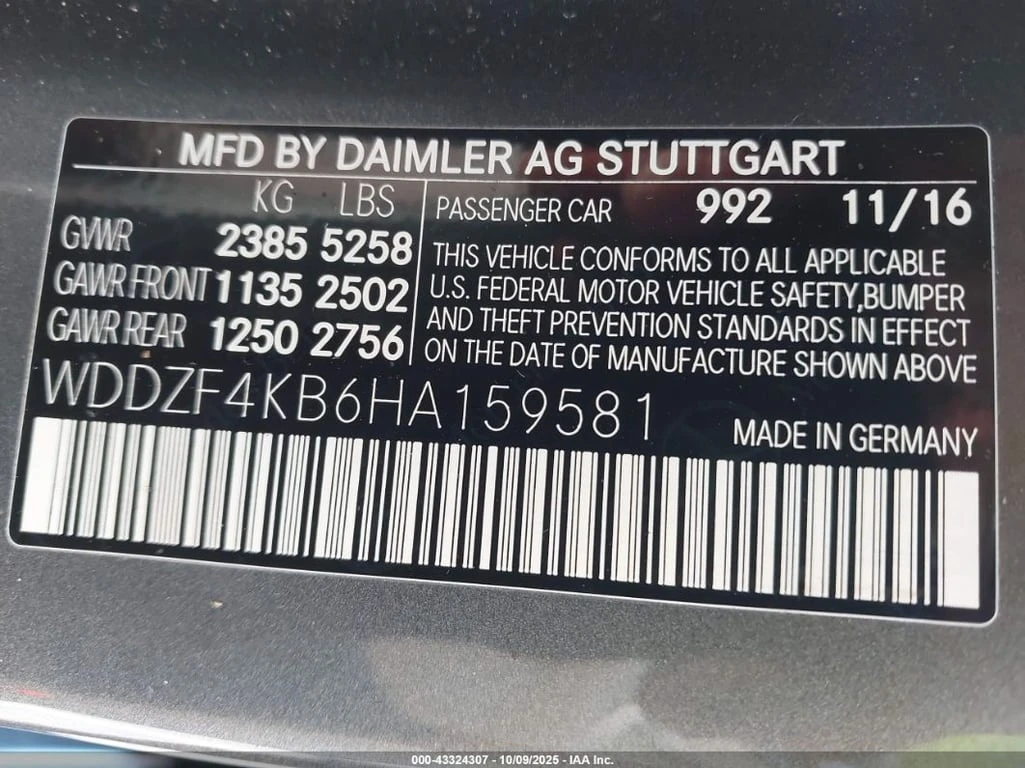 MFD BY DAIMLER AG STUTTGART
KG LBS
GVWR 2385 5258
GAWR FRONT 1135 2502
GAWR REAR 1250 2756
PASSENGER CAR 992 11/16
THIS VEHICLE CONFORMS TO ALL APPLICABLE
U.S. FEDERAL MOTOR VEHICLE SAFETY,BUMPER
AND THEFT PREVENTION STANDARDS IN EFFECT
ON THE DATE OF MANUFACTURE SHOWN ABOVE
WDDZF4KB6HA159581
MADE IN GERMANY
000-43324307 - 10/09/2025 - IAA Inc.